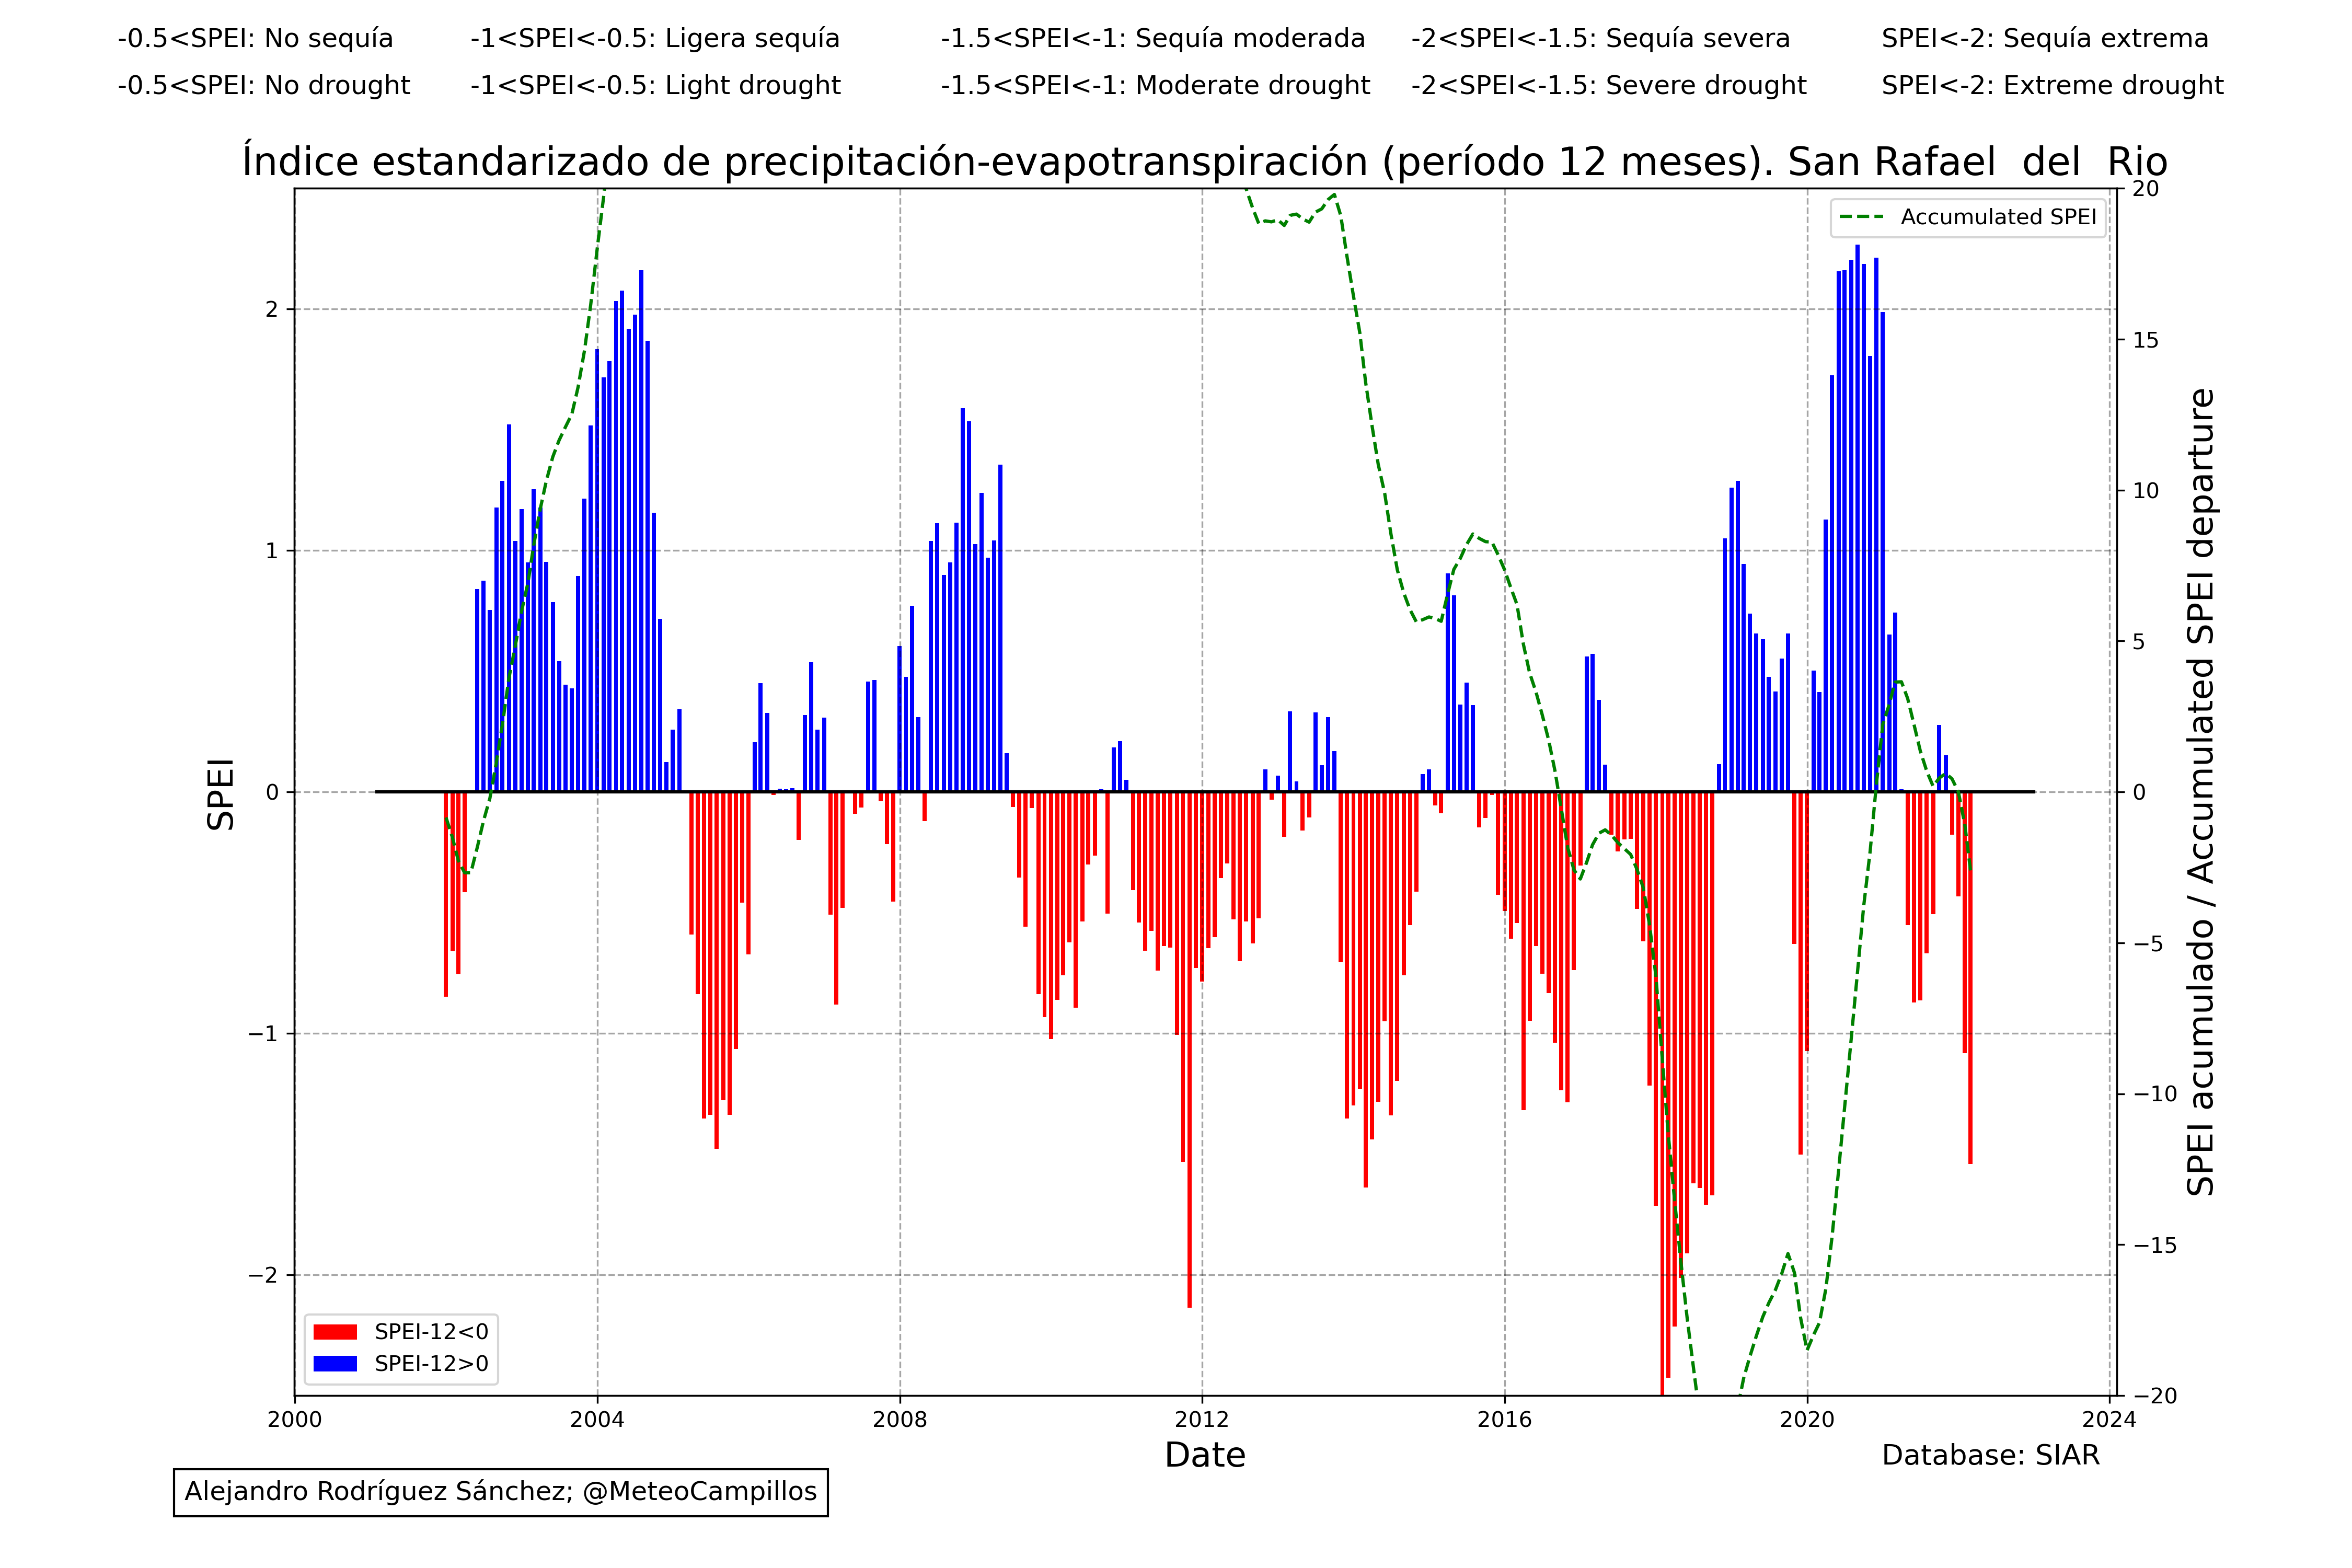 -0.5<SPEI: No sequía -1<SPEI<-0.5: Ligera sequía -1.5<SPEI<-1: Sequía moderada -2<SPEI<-1.5: Sequía severa SPEI<-2: Sequía extrema
-0.5<SPEI: No drought -1<SPEI<-0.5: Light drought -1.5<SPEI<-1: Moderate drought -2<SPEI<-1.5: Severe drought SPEI<-2: Extreme drought
Índice estandarizado de precipitación-evapotranspiración (período 12 meses). San Rafael del Rio
Accumulated SPEI
SPEI
2
1
0
−1
−2
20
15
10
5
0
−5
−10
−15
−20
SPEI acumulado / Accumulated SPEI departure
SPEI-12<0
SPEI-12>0
2000 2004 2008 2012 2016 2020 2024
Date
Database: SIAR
Alejandro Rodríguez Sánchez; @MeteoCampillos